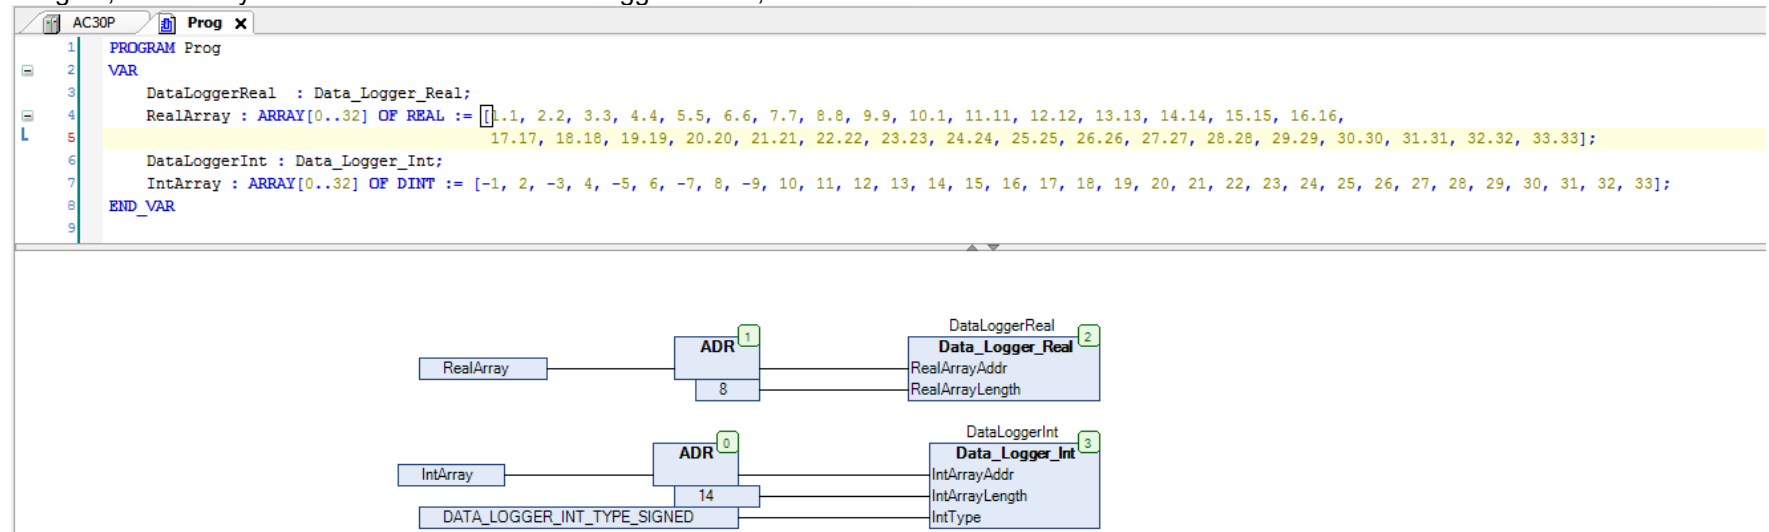 AC30P Prog
1 PROGRAM Prog
2 VAR
3 DataLoggerReal : Data_Logger_Real;
4 RealArray : ARRAY[0..32] OF REAL := [1.1, 2.2, 3.3, 4.4, 5.5, 6.6, 7.7, 8.8, 9.9, 10.1, 11.11, 12.12, 13.13, 14.14, 15.15, 16.16,
5 17.17, 18.18, 19.19, 20.20, 21.21, 22.22, 23.23, 24.24, 25.25, 26.26, 27.27, 28.28, 29.29, 30.30, 31.31, 32.32, 33.33];
6 DataLoggerInt : Data_Logger_Int;
7 IntArray : ARRAY[0..32] OF DINT := [-1, 2, -3, 4, -5, 6, -7, 8, -9, 10, 11, 12, 13, 14, 15, 16, 17, 18, 19, 20, 21, 22, 23, 24, 25, 26, 27, 28, 29, 30, 31, 32, 33];
8 END_VAR
9
DataLoggerReal
ADR 1 Data_Logger_Real 2
RealArray RealArrayAddr
8 RealArrayLength
DataLoggerInt
ADR 0 Data_Logger_Int 3
IntArray IntArrayAddr
14 IntArrayLength
DATA_LOGGER_INT_TYPE_SIGNED IntType